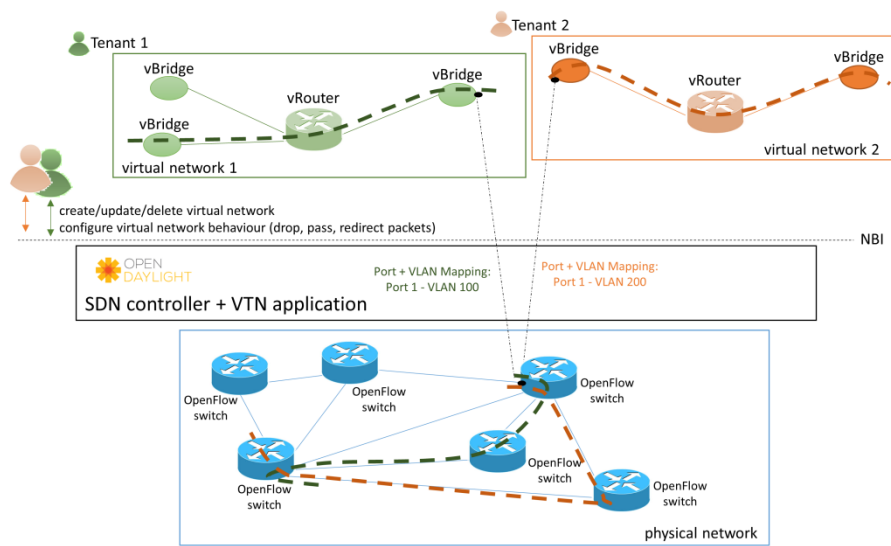 Tenant 1
Tenant 2
vBridge
vBridge
vBridge
vRouter
vBridge
virtual network 1
vBridge
vRouter
virtual network 2
create/update/delete virtual network
configure virtual network behaviour (drop, pass, redirect packets)
NBI
OPEN
DAYLIGHT
Port + VLAN Mapping:
Port 1 - VLAN 100
Port + VLAN Mapping:
Port 1 - VLAN 200
SDN controller + VTN application
OpenFlow
switch
OpenFlow
switch
OpenFlow
switch
OpenFlow
switch
OpenFlow
switch
OpenFlow
switch
physical network